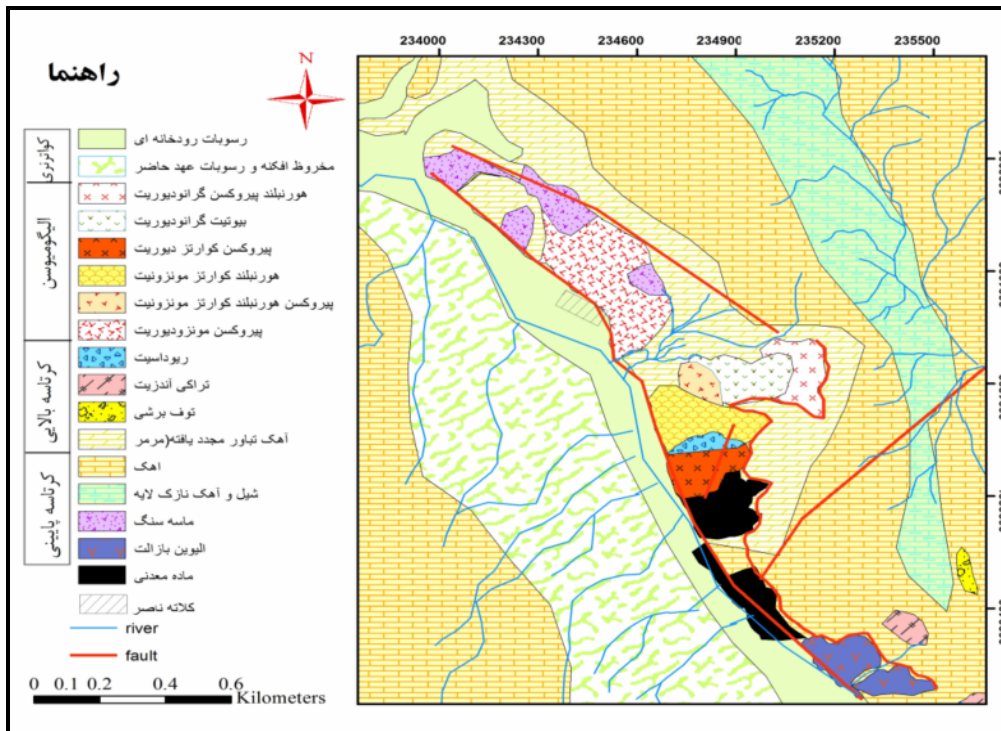 راهنما
N
234000 234300 234600 234900 235200 235500
کواترنری
رسوبات رودخانه ای
مخروط افکنه و رسوبات عهد حاضر
الیگومیوسن
هورنبلند پیروکسن گرانودیوریت
بیوتیت گرانودیوریت
پیروکسن کوارتز دیوریت
هورنبلند کوارتز مونزونیت
پیروکسن هورنبلند کوارتز مونزونیت
پیروکسن مونزودیوریت
کرتاسه بالایی
ریوداسیت
تراکی آندزیت
توف برشی
آهک تبلور مجدد یافته(مرمر
کرتاسه پایینی
اهک
شیل و آهک نازک لایه
ماسه سنگ
الیوین بازالت
ماده معدنی
کلاته ناصر
river
fault
0 0.1 0.2 0.4 0.6
Kilometers